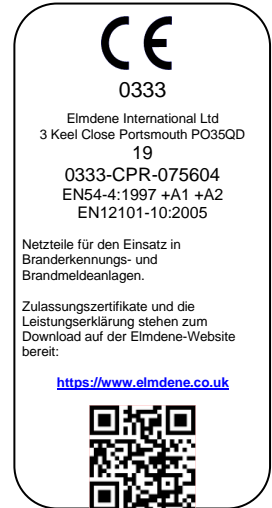 CE
0333
Elmdene International Ltd
3 Keel Close Portsmouth PO35QD
19
0333-CPR-075604
EN54-4:1997 +A1 +A2
EN12101-10:2005
Netzteile für den Einsatz in
Branderkennungs- und
Brandmeldeanlagen.
Zulassungszertifikate und die
Leistungserklärung stehen zum
Download auf der Elmdene-Website
bereit:
https://www.elmdene.co.uk